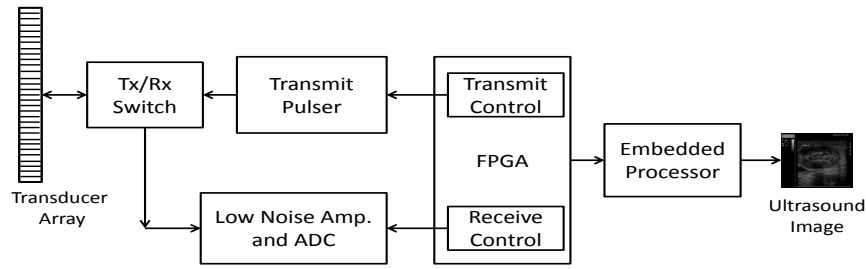 Tx/Rx
Switch
Transmit
Pulser
Transmit
Control
FPGA
Embedded
Processor
Transducer
Array
Low Noise Amp.
and ADC
Receive
Control
Ultrasound
Image